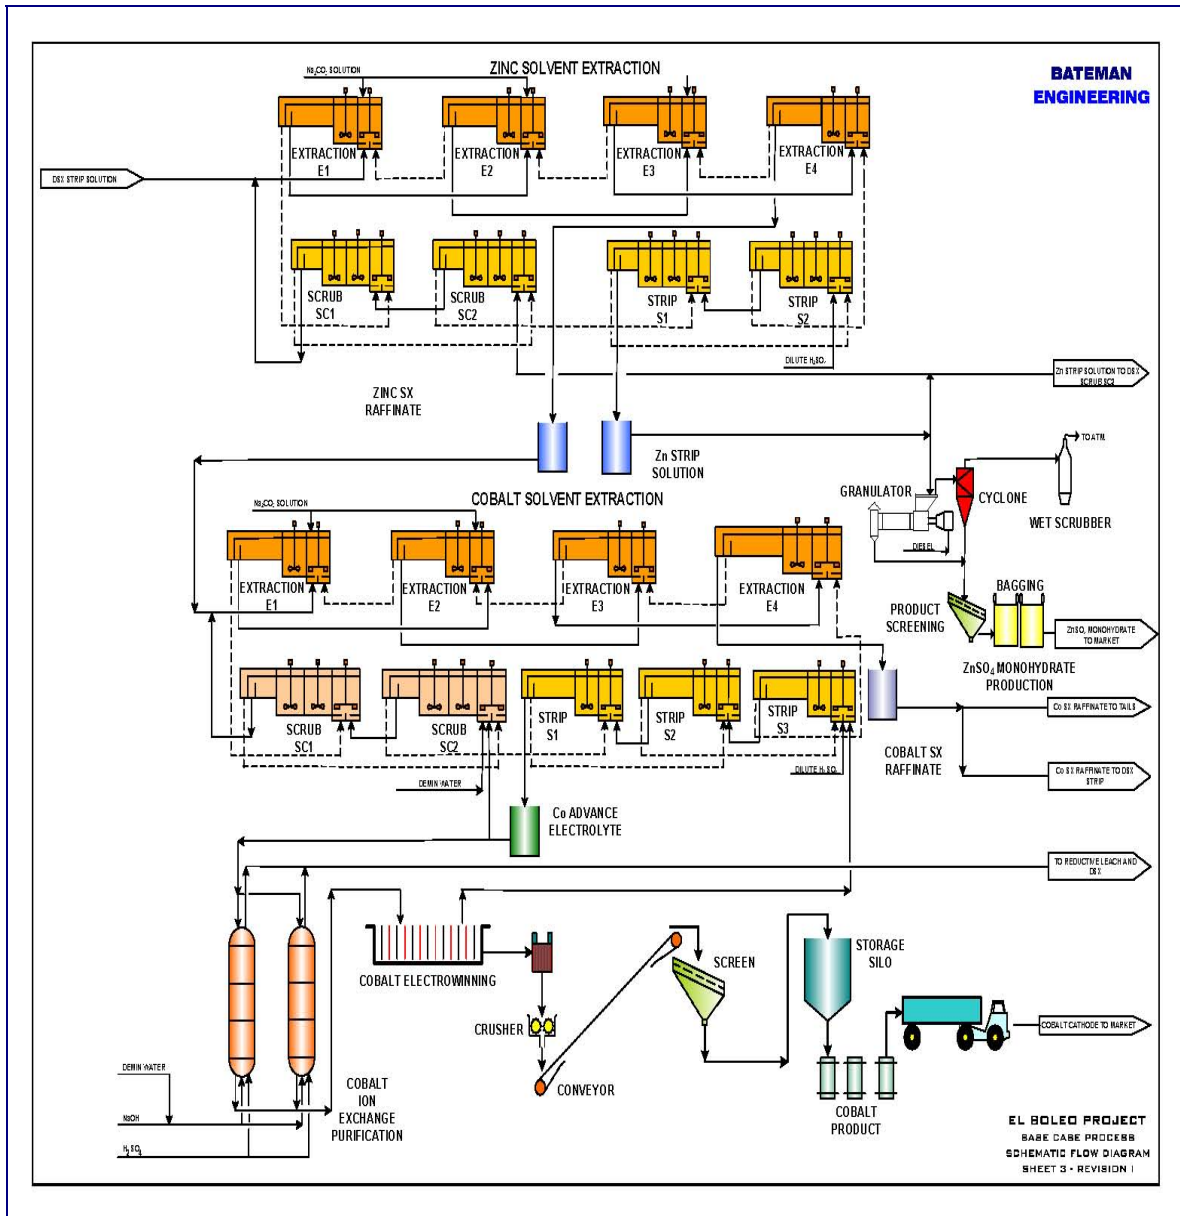 ZINC SOLVENT EXTRACTION
BATEMAN
ENGINEERING
Na₂CO₃ SOLUTION
EXTRACTION
E1
EXTRACTION
E2
EXTRACTION
E3
EXTRACTION
E4
DSX STRIP SOLUTION
SCRUB
SC1
SCRUB
SC2
STRIP
S1
STRIP
S2
DILUTE H₂SO₄
Zn STRIP SOLUTION TO DSX
SCRUB SC2
ZINC SX
RAFFINATE
Zn STRIP
SOLUTION
TO ATM.
GRANULATOR
CYCLONE
WET SCRUBBER
DIESEL
COBALT SOLVENT EXTRACTION
Na₂CO₃ SOLUTION
EXTRACTION
E1
EXTRACTION
E2
EXTRACTION
E3
EXTRACTION
E4
PRODUCT
SCREENING
BAGGING
ZnSO₄ MONOHYDRATE
TO MARKET
ZnSO₄ MONOHYDRATE
PRODUCTION
SCRUB
SC1
SCRUB
SC2
STRIP
S1
STRIP
S2
STRIP
S3
DEMIN WATER
DILUTE H₂SO₄
COBALT SX
RAFFINATE
Co SX RAFFINATE TO TAILS
Co SX RAFFINATE TO DSX
STRIP
Co ADVANCE
ELECTROLYTE
TO REDUCTIVE LEACH AND
DSX
COBALT ELECTROWINNING
CRUSHER
CONVEYOR
SCREEN
STORAGE
SILO
COBALT CATHODE TO MARKET
COBALT
PRODUCT
DEMIN WATER
NaOH
H₂SO₄
COBALT
ION
EXCHANGE
PURIFICATION
EL BOLEO PROJECT
BASE CASE PROCESS
SCHEMATIC FLOW DIAGRAM
SHEET 3 - REVISION 1